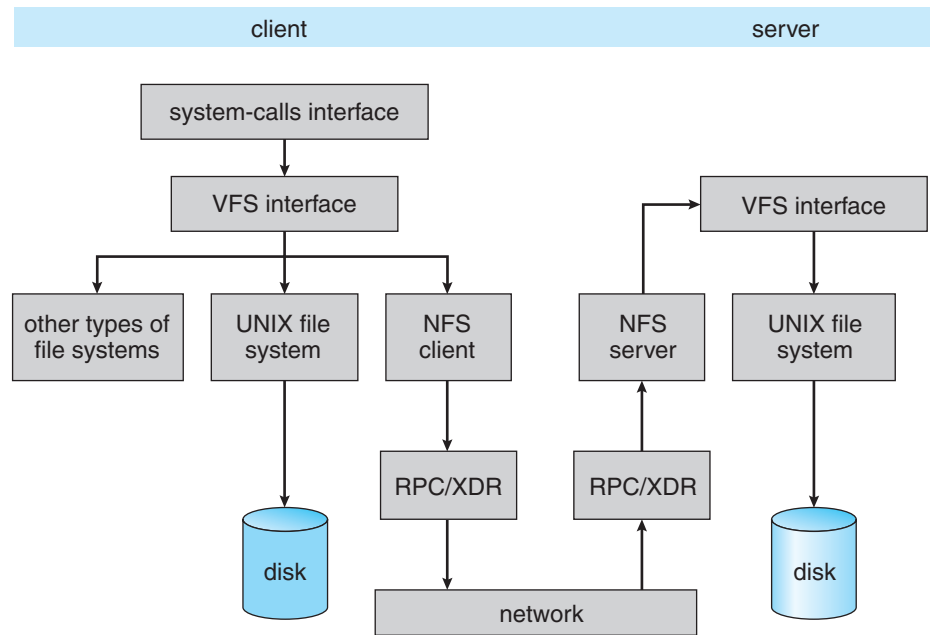 client
server
system-calls interface
VFS interface
VFS interface
other types of
file systems
UNIX file
system
NFS
client
NFS
server
UNIX file
system
RPC/XDR
RPC/XDR
disk
disk
network